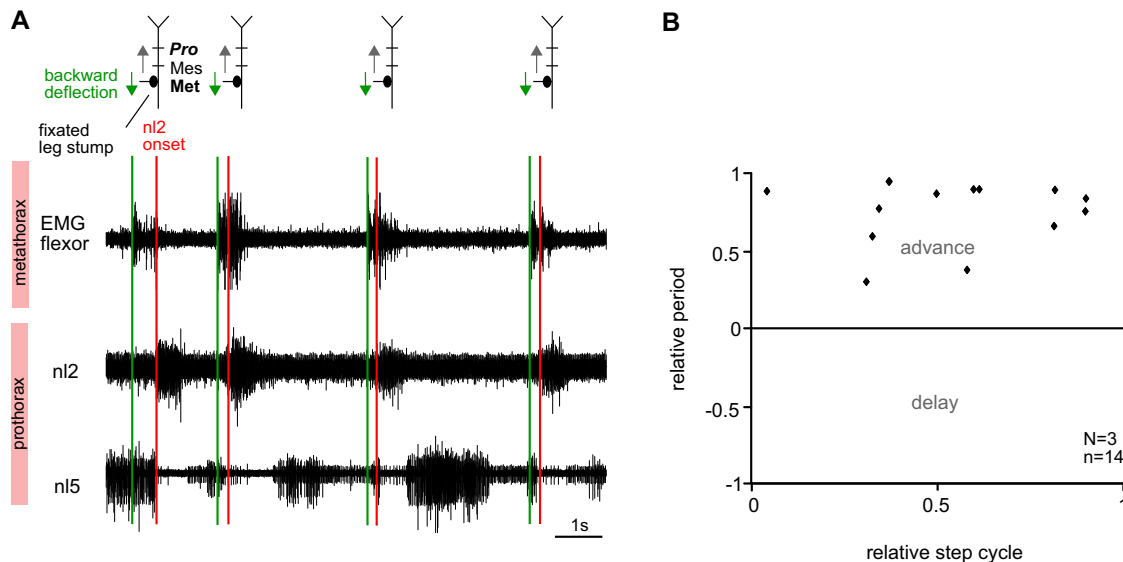 A
Pro
Mes
Met
backward
deflection
fixated
leg stump
nl2
onset
metathorax
EMG
flexor
prothorax
nl2
nl5
1s
B
relative period
1
0.5
0
-0.5
-1
advance
delay
N=3
n=14
0
0.5
1
relative step cycle